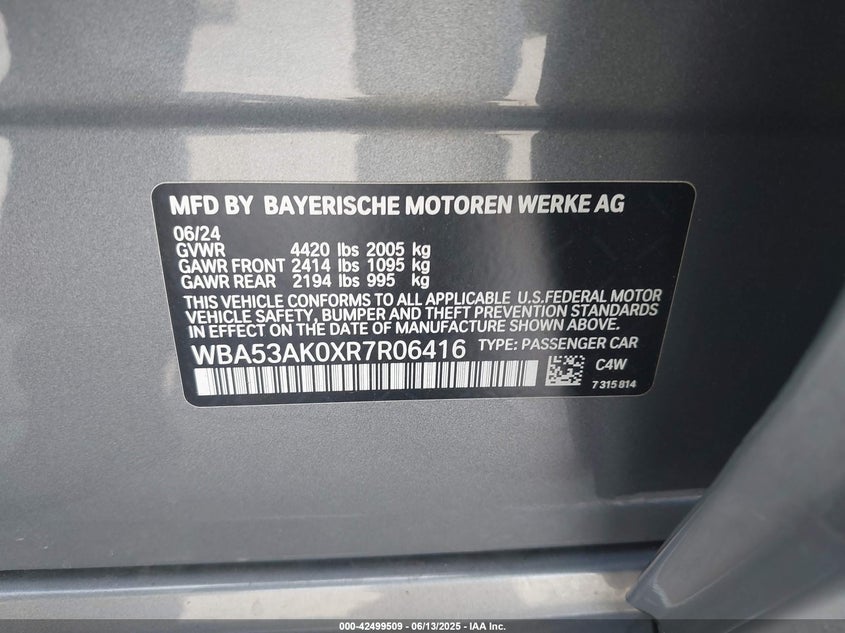 MFD BY BAYERISCHE MOTOREN WERKE AG
06/24
GVWR 4420 lbs 2005 kg
GAWR FRONT 2414 lbs 1095 kg
GAWR REAR 2194 lbs 995 kg
THIS VEHICLE CONFORMS TO ALL APPLICABLE U.S.FEDERAL MOTOR
VEHICLE SAFETY, BUMPER AND THEFT PREVENTION STANDARDS
IN EFFECT ON THE DATE OF MANUFACTURE SHOWN ABOVE.
WBA53AK0XR7R06416 TYPE: PASSENGER CAR
C4W
7 315 814
000-42499509 - 06/13/2025 - IAA Inc.